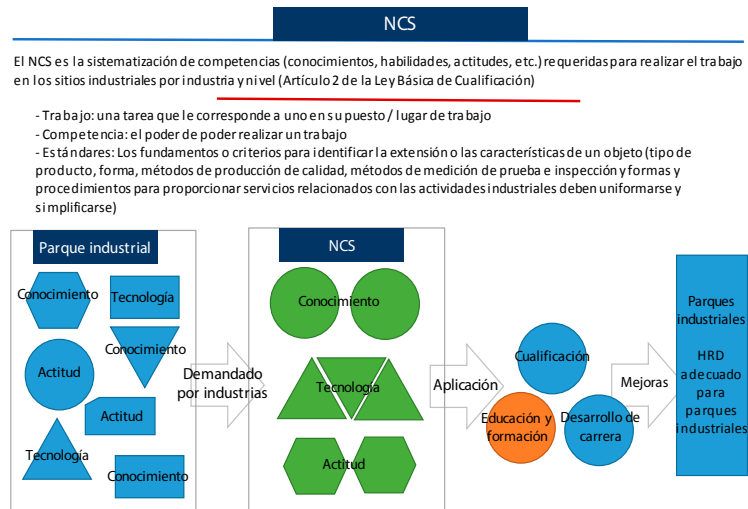 NCS
El NCS es la sistematización de competencias (conocimientos, habilidades, actitudes, etc.) requeridas para realizar el trabajo
en los sitios industriales por industria y nivel (Artículo 2 de la Ley Básica de Cualificación)
- Trabajo: una tarea que le corresponde a uno en su puesto / lugar de trabajo
- Competencia: el poder de poder realizar un trabajo
- Estándares: Los fundamentos o criterios para identificar la extensión o las características de un objeto (tipo de
producto, forma, métodos de producción de calidad, métodos de medición de prueba e inspección y formas y
procedimientos para proporcionar servicios relacionados con las actividades industriales deben uniformarse y
simplificarse)
Parque industrial
Conocimiento
Tecnología
Conocimiento
Actitud
Actitud
Tecnología
Conocimiento
Demandado
por industrias
NCS
Conocimiento
Tecnología
Actitud
Aplicación
Cualificación
Educación y
formación
Desarrollo de
carrera
Mejoras
Parques
industriales
HRD
adecuado
para
parques
industriales